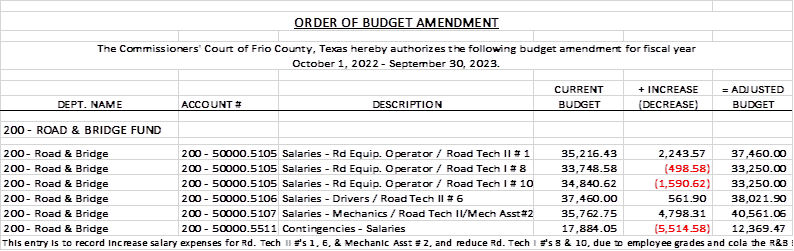 ORDER OF BUDGET AMENDMENT
The Commissioners' Court of Frio County, Texas hereby authorizes the following budget amendment for fiscal year
October 1, 2022 - September 30, 2023.
CURRENT + INCREASE = ADJUSTED
DEPT. NAME ACCOUNT # DESCRIPTION BUDGET (DECREASE) BUDGET
200 - ROAD & BRIDGE FUND
200 - Road & Bridge 200 - 50000.5105 Salaries - Rd Equip. Operator / Road Tech II # 1 35,216.43 2,243.57 37,460.00
200 - Road & Bridge 200 - 50000.5105 Salaries - Rd Equip. Operator / Road Tech I # 8 33,748.58 (498.58) 33,250.00
200 - Road & Bridge 200 - 50000.5105 Salaries - Rd Equip. Operator / Road Tech I # 10 34,840.62 (1,590.62) 33,250.00
200 - Road & Bridge 200 - 50000.5106 Salaries - Drivers / Road Tech II # 6 37,460.00 561.90 38,021.90
200 - Road & Bridge 200 - 50000.5107 Salaries - Mechanics / Road Tech II/Mech Asst#2 35,762.75 4,798.31 40,561.06
200 - Road & Bridge 200 - 50000.5511 Contingencies - Salaries 17,884.05 (5,514.58) 12,369.47
This entry is to record increase salary expenses for Rd. Tech II #'s 1, 6, & Mechanic Asst # 2, and reduce Rd. Tech I #'s 8 & 10, due to employee grades and cola the R&B